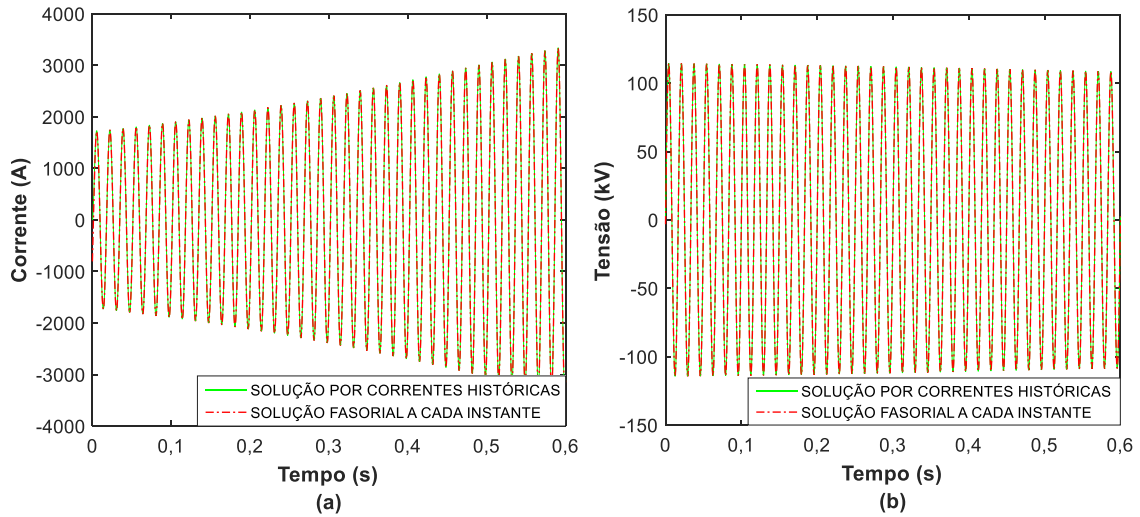 4000
3000
2000
1000
0
-1000
-2000
-3000
-4000
Corrente (A)
SOLUÇÃO POR CORRENTES HISTÓRICAS
SOLUÇÃO FASORIAL A CADA INSTANTE
0 0,1 0,2 0,3 0,4 0,5 0,6
Tempo (s)
(a)
150
100
50
0
-50
-100
-150
Tensão (kV)
SOLUÇÃO POR CORRENTES HISTÓRICAS
SOLUÇÃO FASORIAL A CADA INSTANTE
0 0,1 0,2 0,3 0,4 0,5 0,6
Tempo (s)
(b)